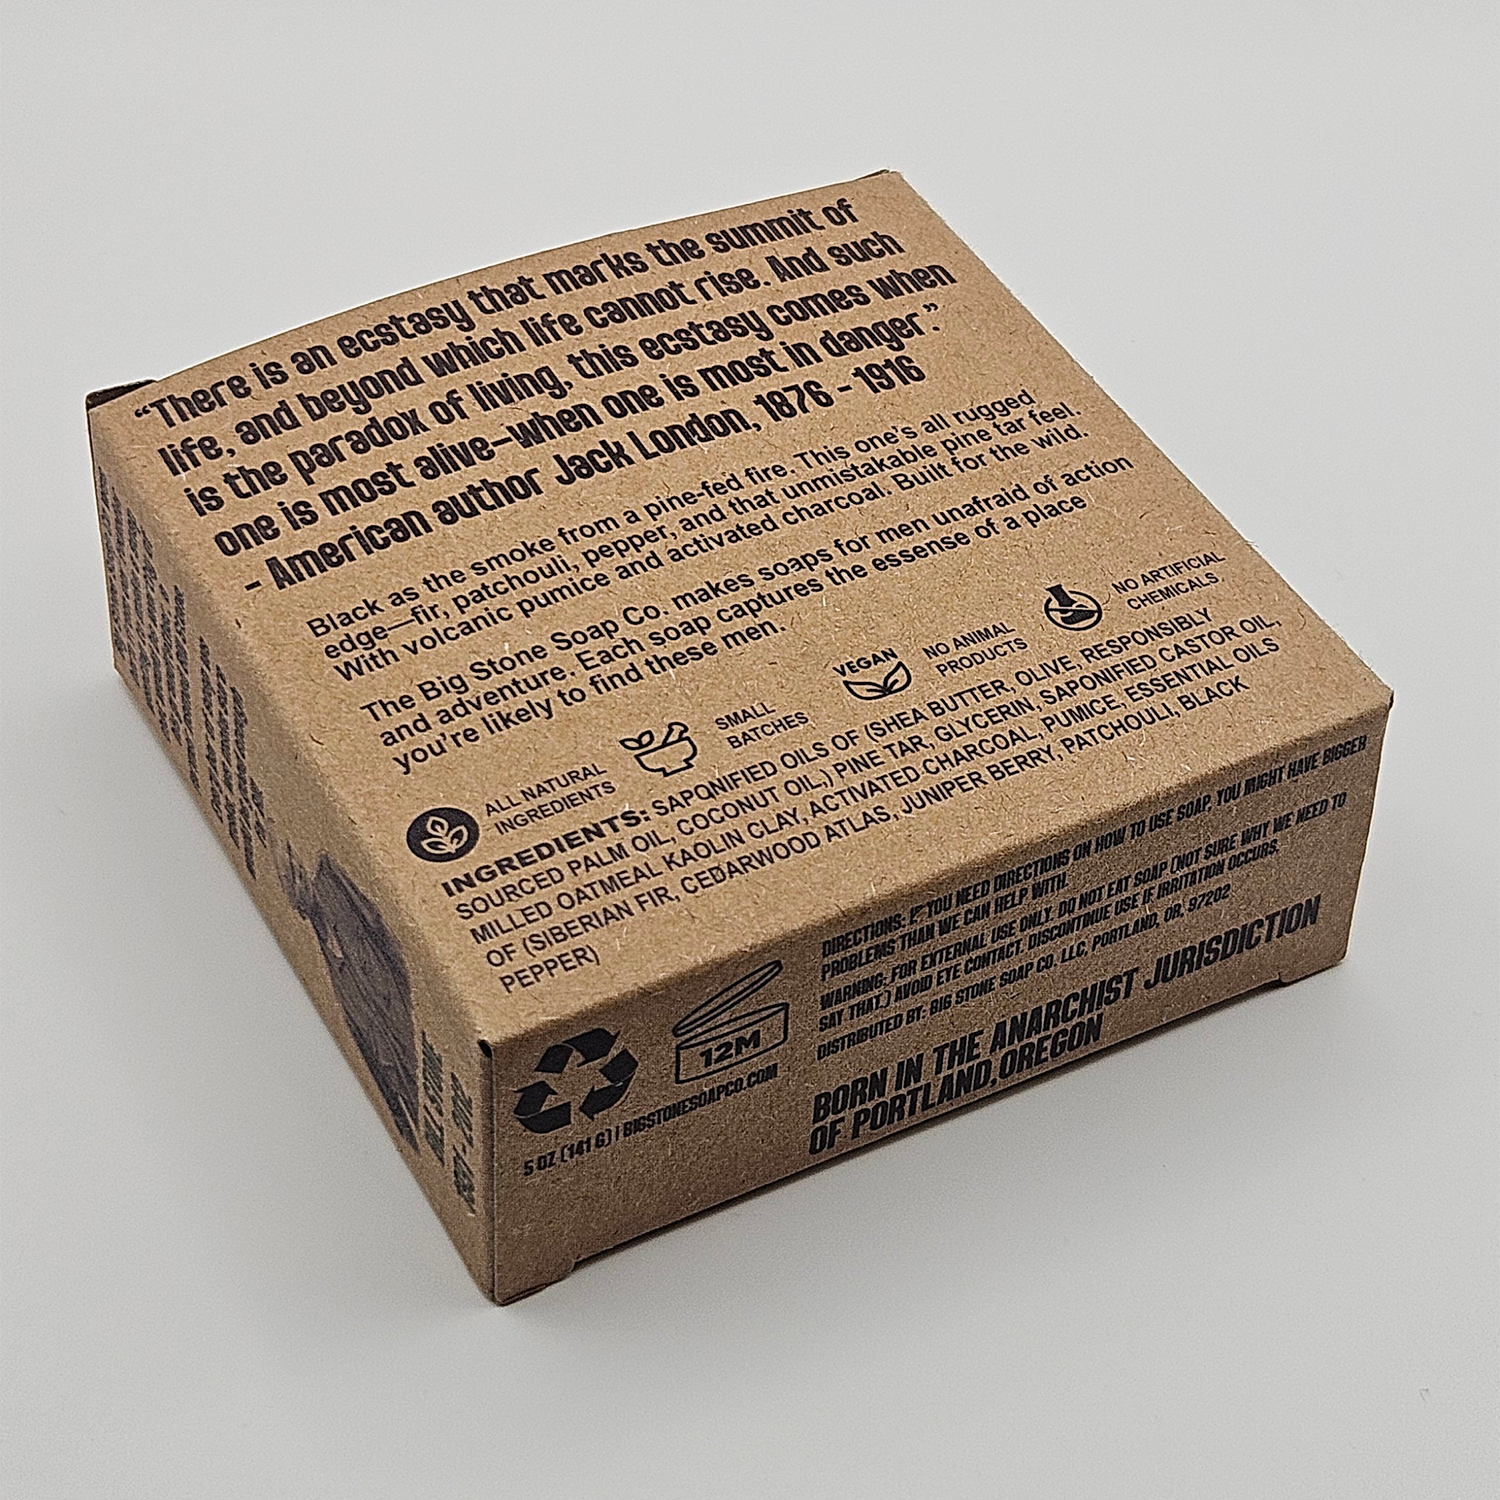 “There is an ecstasy that marks the summit of
life, and beyond which life cannot rise. And such
is the paradox of living, this ecstasy comes when
one is most alive—when one is most in danger”.
- American author Jack London, 1876 - 1916
Black as the smoke from a pine-fed fire. This one’s all rugged
edge—fir, patchouli, pepper, and that unmistakable pine tar feel.
With volcanic pumice and activated charcoal. Built for the wild.
The Big Stone Soap Co. makes soaps for men unafraid of action
and adventure. Each soap captures the essense of a place
you’re likely to find these men.
ALL NATURAL
INGREDIENTS
SMALL
BATCHES
VEGAN
NO ANIMAL
PRODUCTS
NO ARTIFICIAL
CHEMICALS
INGREDIENTS: SAPONIFIED OILS OF (SHEA BUTTER, OLIVE, RESPONSIBLY
SOURCED PALM OIL, COCONUT OIL,) PINE TAR, GLYCERIN, SAPONIFIED CASTOR OIL,
MILLED OATMEAL KAOLIN CLAY, ACTIVATED CHARCOAL, PUMICE, ESSENTIAL OILS
OF (SIBERIAN FIR, CEDARWOOD ATLAS, JUNIPER BERRY, PATCHOULI, BLACK
PEPPER)
12M
5 OZ (141 G) | BIGSTONESOAPCO.COM
DIRECTIONS: IF YOU NEED DIRECTIONS ON HOW TO USE SOAP, YOU MIGHT HAVE BIGGER
PROBLEMS THAN WE CAN HELP WITH.
WARNING: FOR EXTERNAL USE ONLY. DO NOT EAT SOAP (NOT SURE WHY WE NEED TO
SAY THAT.) AVOID EYE CONTACT. DISCONTINUE USE IF IRRITATION OCCURS.
DISTRIBUTED BY: BIG STONE SOAP CO. LLC, PORTLAND, OR, 97202
BORN IN THE ANARCHIST JURISDICTION
OF PORTLAND, OREGON